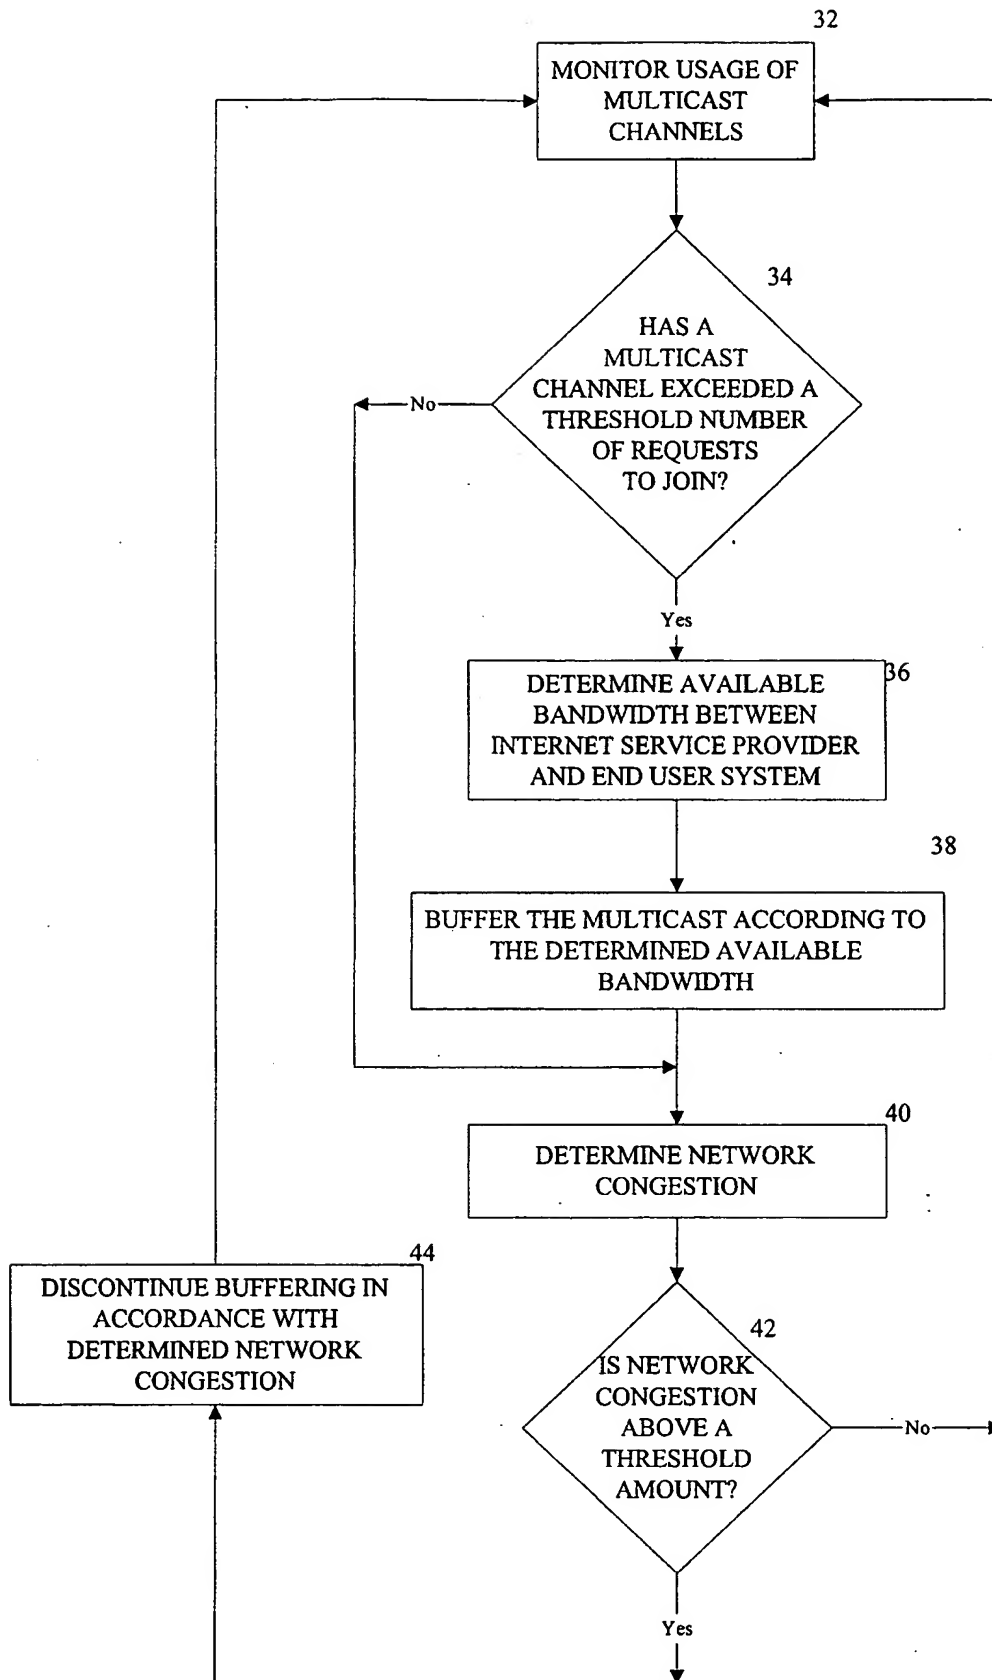 32
MONITOR USAGE OF
MULTICAST
CHANNELS
34
HAS A
MULTICAST
CHANNEL EXCEEDED A
THRESHOLD NUMBER
OF REQUESTS
TO JOIN?
No
Yes
36
DETERMINE AVAILABLE
BANDWIDTH BETWEEN
INTERNET SERVICE PROVIDER
AND END USER SYSTEM
38
BUFFER THE MULTICAST ACCORDING TO
THE DETERMINED AVAILABLE
BANDWIDTH
40
DETERMINE NETWORK
CONGESTION
44
DISCONTINUE BUFFERING IN
ACCORDANCE WITH
DETERMINED NETWORK
CONGESTION
42
IS NETWORK
CONGESTION
ABOVE A
THRESHOLD
AMOUNT?
No
Yes